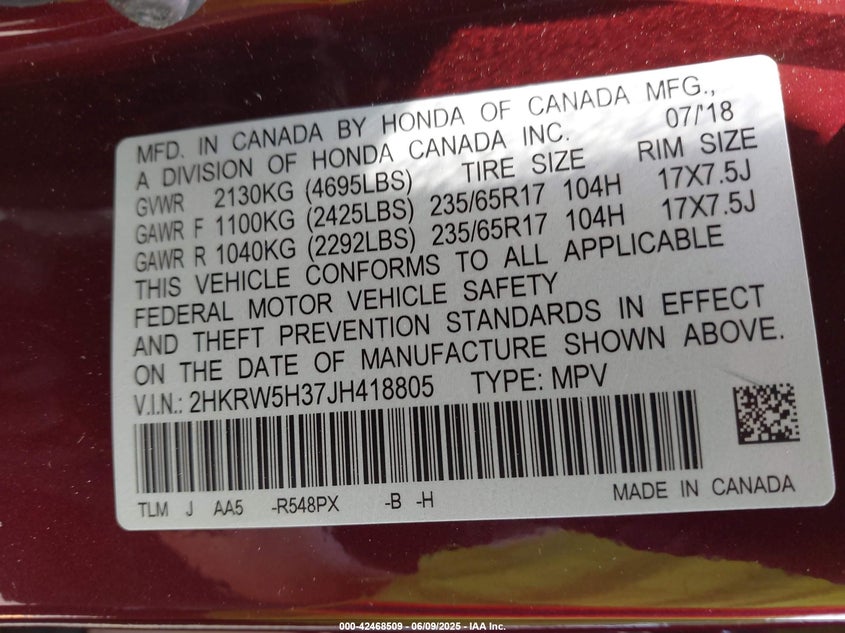 MFD. IN CANADA BY HONDA OF CANADA MFG.,
A DIVISION OF HONDA CANADA INC. 07/'18
GVWR 2130KG (4695LBS) TIRE SIZE RIM SIZE
GAWR F 1100KG (2425LBS) 235/65R17 104H 17X7.5J
GAWR R 1040KG (2292LBS) 235/65R17 104H 17X7.5J
THIS VEHICLE CONFORMS TO ALL APPLICABLE
FEDERAL MOTOR VEHICLE SAFETY
AND THEFT PREVENTION STANDARDS IN EFFECT
ON THE DATE OF MANUFACTURE SHOWN ABOVE.
V.I.N.: 2HKRW5H37JH418805 TYPE: MPV
TLM J AA5 -R548PX -B -H MADE IN CANADA
000-42468509 - 06/09/2025 - IAA Inc.